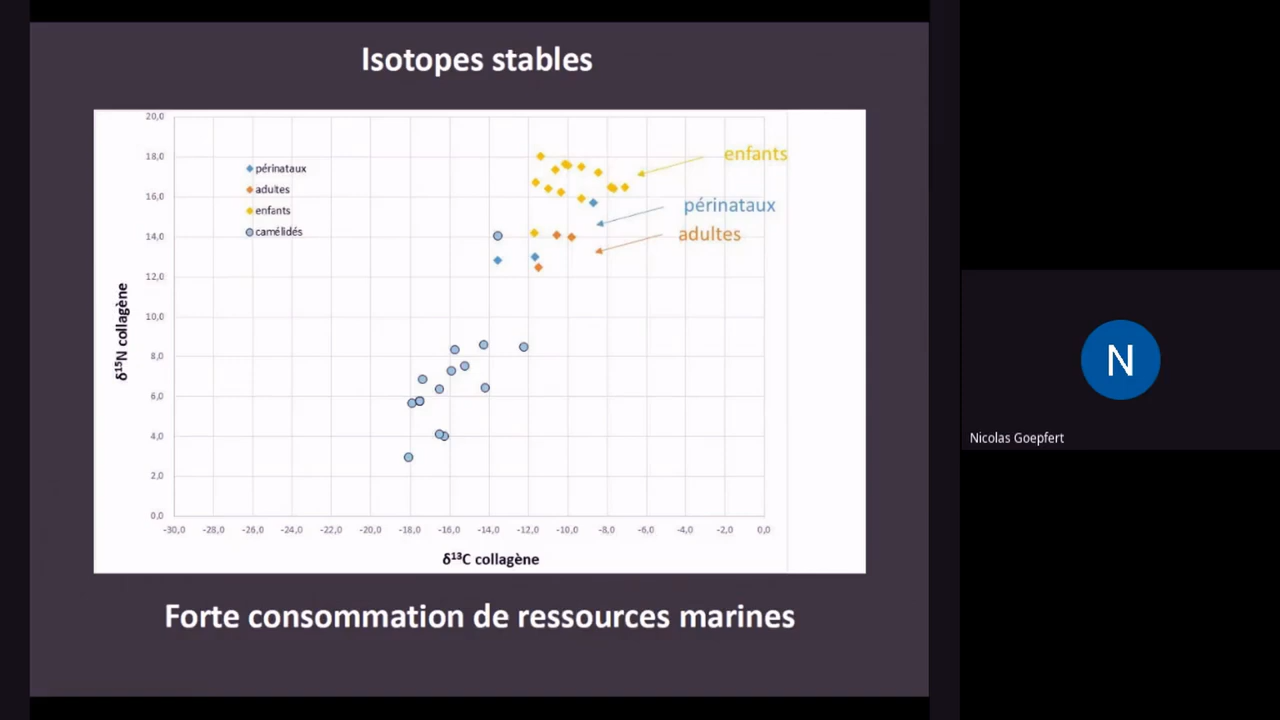 Isotopes stables
20,0
18,0
16,0
14,0
12,0
10,0
8,0
6,0
4,0
2,0
0,0
δ¹⁵N collagène
périnataux
adultes
enfants
camélidés
enfants
périnataux
adultes
-30,0 -28,0 -26,0 -24,0 -22,0 -20,0 -18,0 -16,0 -14,0 -12,0 -10,0 -8,0 -6,0 -4,0 -2,0 0,0
δ¹³C collagène
Forte consommation de ressources marines
N
Nicolas Goepfert